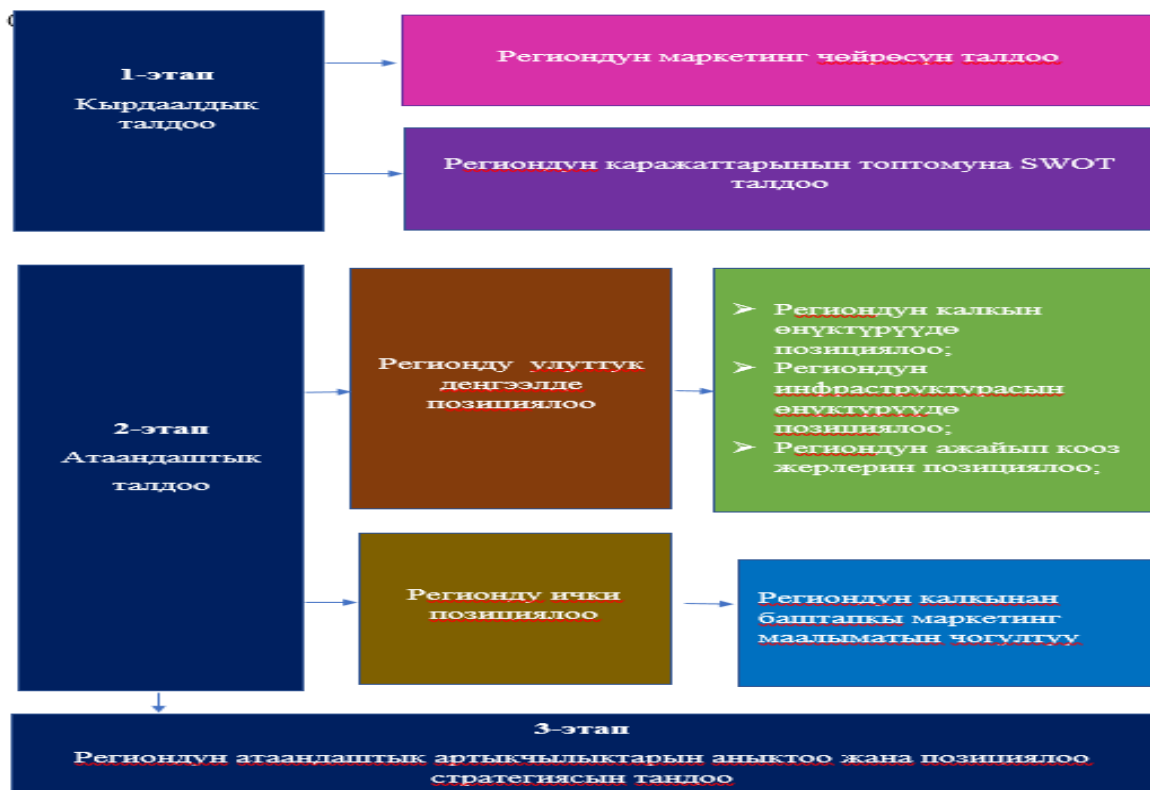 1-этап
Кырдаалдык
талдоо
Региондун маркетинг чөйрөсүн талдоо
Региондун каражаттарынын топтомуна SWOT
талдоо
2-этап
Атаандаштык
талдоо
Регионду улуттук
деңгээлде
позициялоо
➢ Региондун калкын
өнүктүрүүдө
позициялоо;
➢ Региондун
инфраструктурасын
өнүктүрүүдө
позициялоо;
➢ Региондун ажайып кооз
жерлерин позициялоо;
Регионду ички
позициялоо
Региондун калкынан
баштапкы маркетинг
маалыматын чогултуу
3-этап
Региондун атаандаштык артыкчылыктарын аныктоо жана позициялоо
стратегиясын тандоо